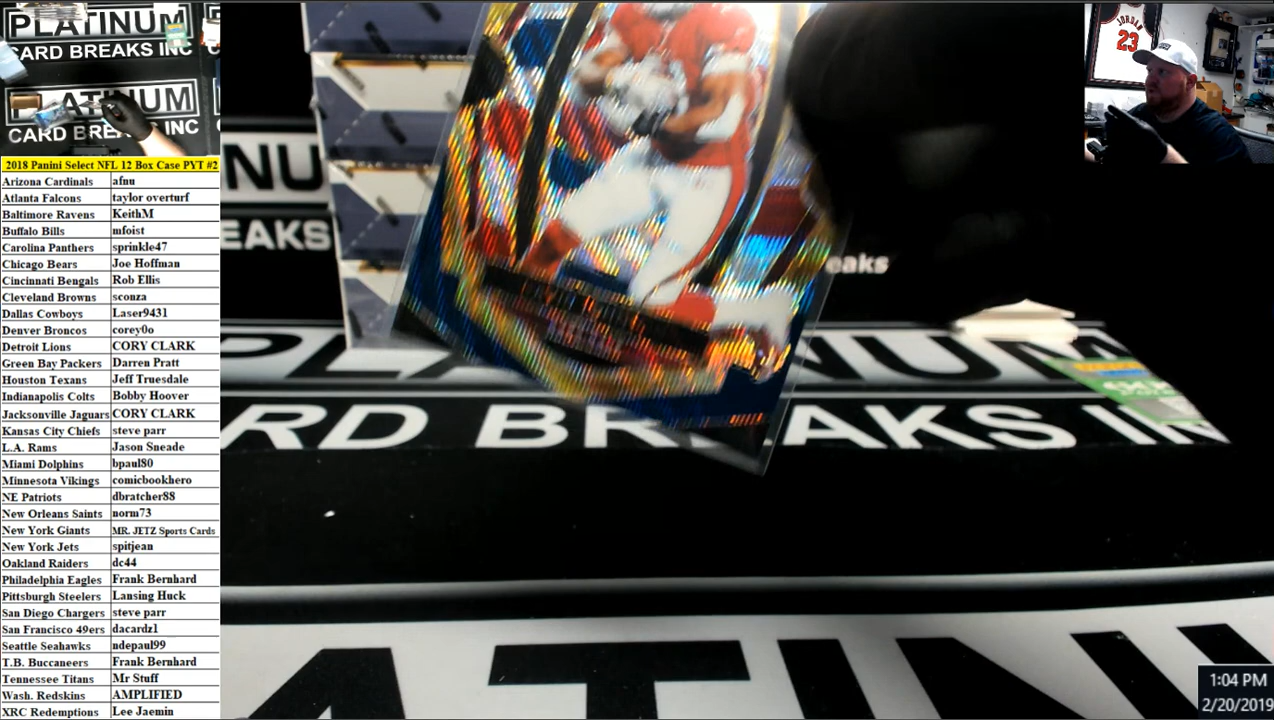 PLATINUM
CARD BREAKS INC
PLATINUM
CARD BREAKS INC
2018 Panini Select NFL 12 Box Case PYT #2
Arizona Cardinals afnu
Atlanta Falcons taylor overturf
Baltimore Ravens KeithM
Buffalo Bills mfoist
Carolina Panthers sprinkle47
Chicago Bears Joe Hoffman
Cincinnati Bengals Rob Ellis
Cleveland Browns sconza
Dallas Cowboys Laser9431
Denver Broncos corey0o
Detroit Lions CORY CLARK
Green Bay Packers Darren Pratt
Houston Texans Jeff Truesdale
Indianapolis Colts Bobby Hoover
Jacksonville Jaguars CORY CLARK
Kansas City Chiefs steve parr
L.A. Rams Jason Sneade
Miami Dolphins bpaul80
Minnesota Vikings comicbookhero
NE Patriots dbratcher88
New Orleans Saints norm73
New York Giants MR. JETZ Sports Cards
New York Jets spitjean
Oakland Raiders dc44
Philadelphia Eagles Frank Bernhard
Pittsburgh Steelers Lansing Huck
San Diego Chargers steve parr
San Francisco 49ers dacardz1
Seattle Seahawks ndepaul99
T.B. Buccaneers Frank Bernhard
Tennessee Titans Mr Stuff
Wash. Redskins AMPLIFIED
XRC Redemptions Lee Jaemin
NU
EAKS
eaks
PLATINUM
RD BREAKS IN
ATINU
JORDAN
23
1:04 PM
2/20/2019